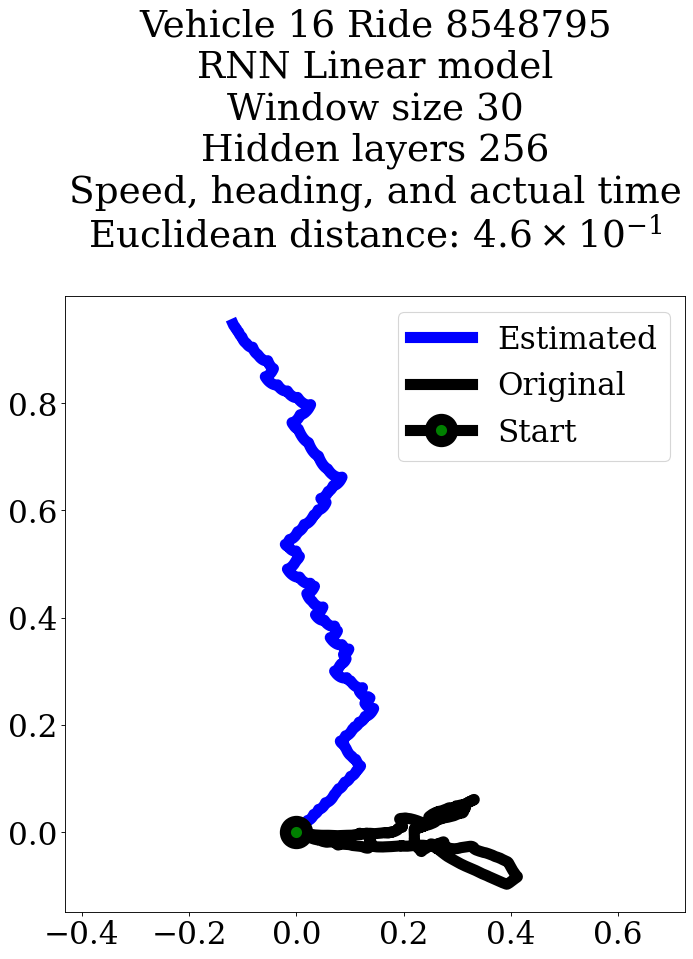 Vehicle 16 Ride 8548795
RNN Linear model
Window size 30
Hidden layers 256
Speed, heading, and actual time
Euclidean distance: 4.6 × 10⁻¹
Estimated
Original
Start
0.8
0.6
0.4
0.2
0.0
−0.4 −0.2 0.0 0.2 0.4 0.6